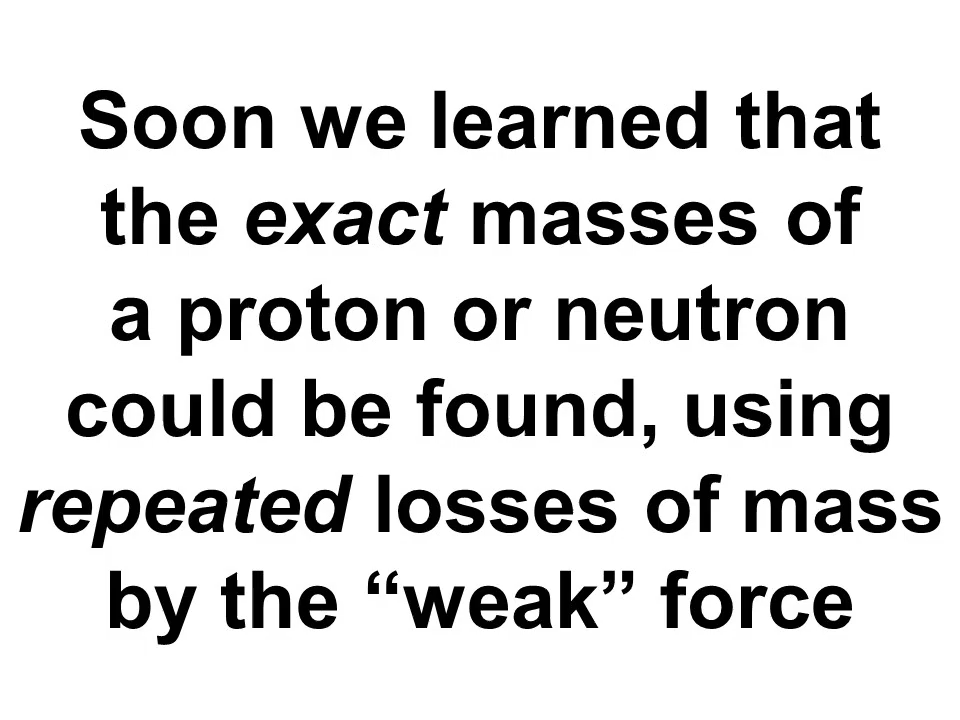 Soon we learned that
the exact masses of
a proton or neutron
could be found, using
repeated losses of mass
by the “weak” force